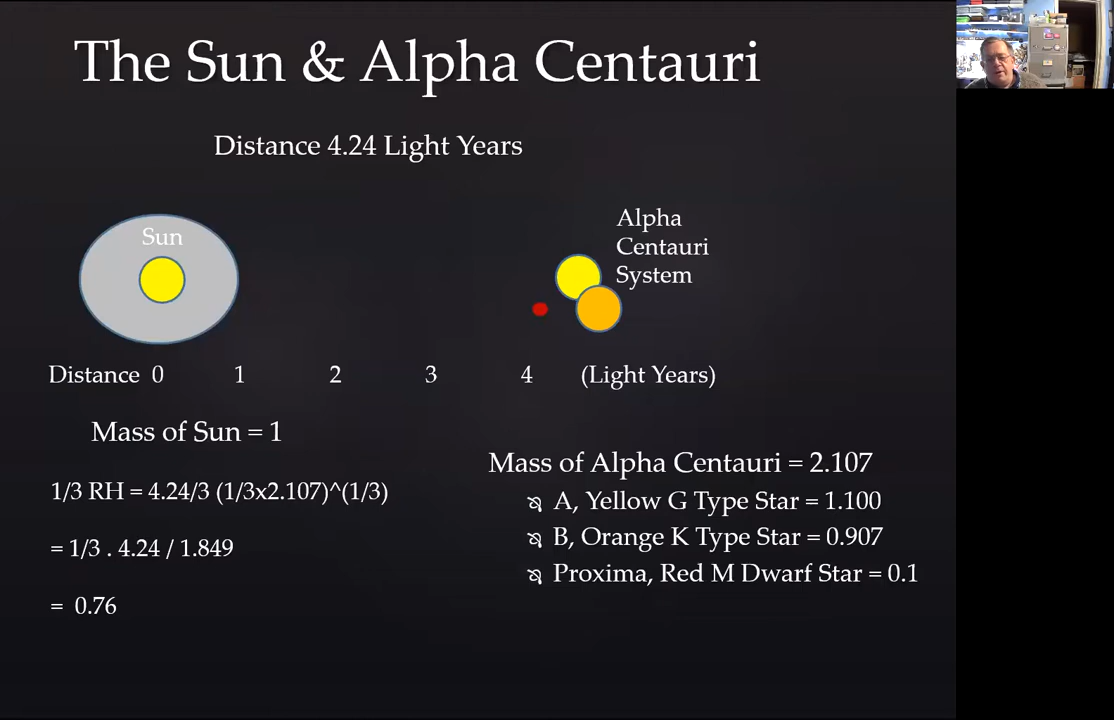 The Sun & Alpha Centauri
Distance 4.24 Light Years
Sun
Alpha
Centauri
System
Distance 0 1 2 3 4 (Light Years)
Mass of Sun = 1
Mass of Alpha Centauri = 2.107
1/3 RH = 4.24/3 (1/3x2.107)^(1/3)
A, Yellow G Type Star = 1.100
= 1/3 . 4.24 / 1.849
B, Orange K Type Star = 0.907
Proxima, Red M Dwarf Star = 0.1
= 0.76